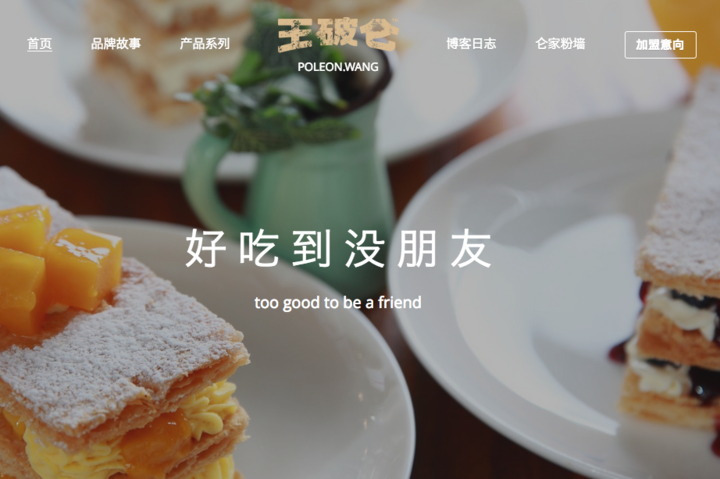 首页
品牌故事
产品系列
王破仑
POLEON.WANG
博客日志
仑家粉墙
加盟意向
好吃到没朋友
too good to be a friend